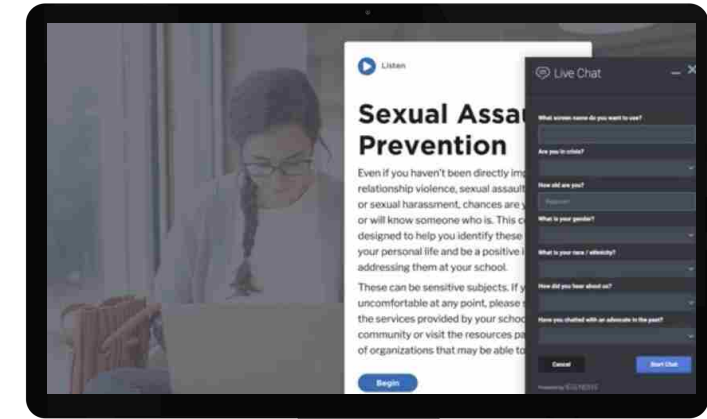 Listen
Sexual Assa
Prevention
Even if you haven't been directly imp
relationship violence, sexual assault
or sexual harassment, chances are y
or will know someone who is. This c
designed to help you identify these
your personal life and be a positive i
addressing them at your school.
These can be sensitive subjects. If y
uncomfortable at any point, please s
the services provided by your schoo
community or visit the resources pa
of organizations that may be able to
Begin
Live Chat
What screen name do you want to use?
Are you in crisis?
How old are you?
What is your gender?
What is your race / ethnicity?
How did you hear about us?
Have you chatted with an advocate in the past?
Cancel
Start Chat